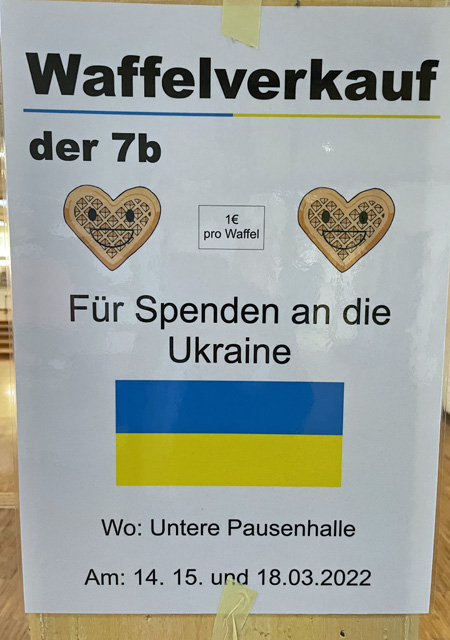 Waffelverkauf
der 7b
1€
pro Waffel
Für Spenden an die
Ukraine
Wo: Untere Pausenhalle
Am: 14. 15. und 18.03.2022